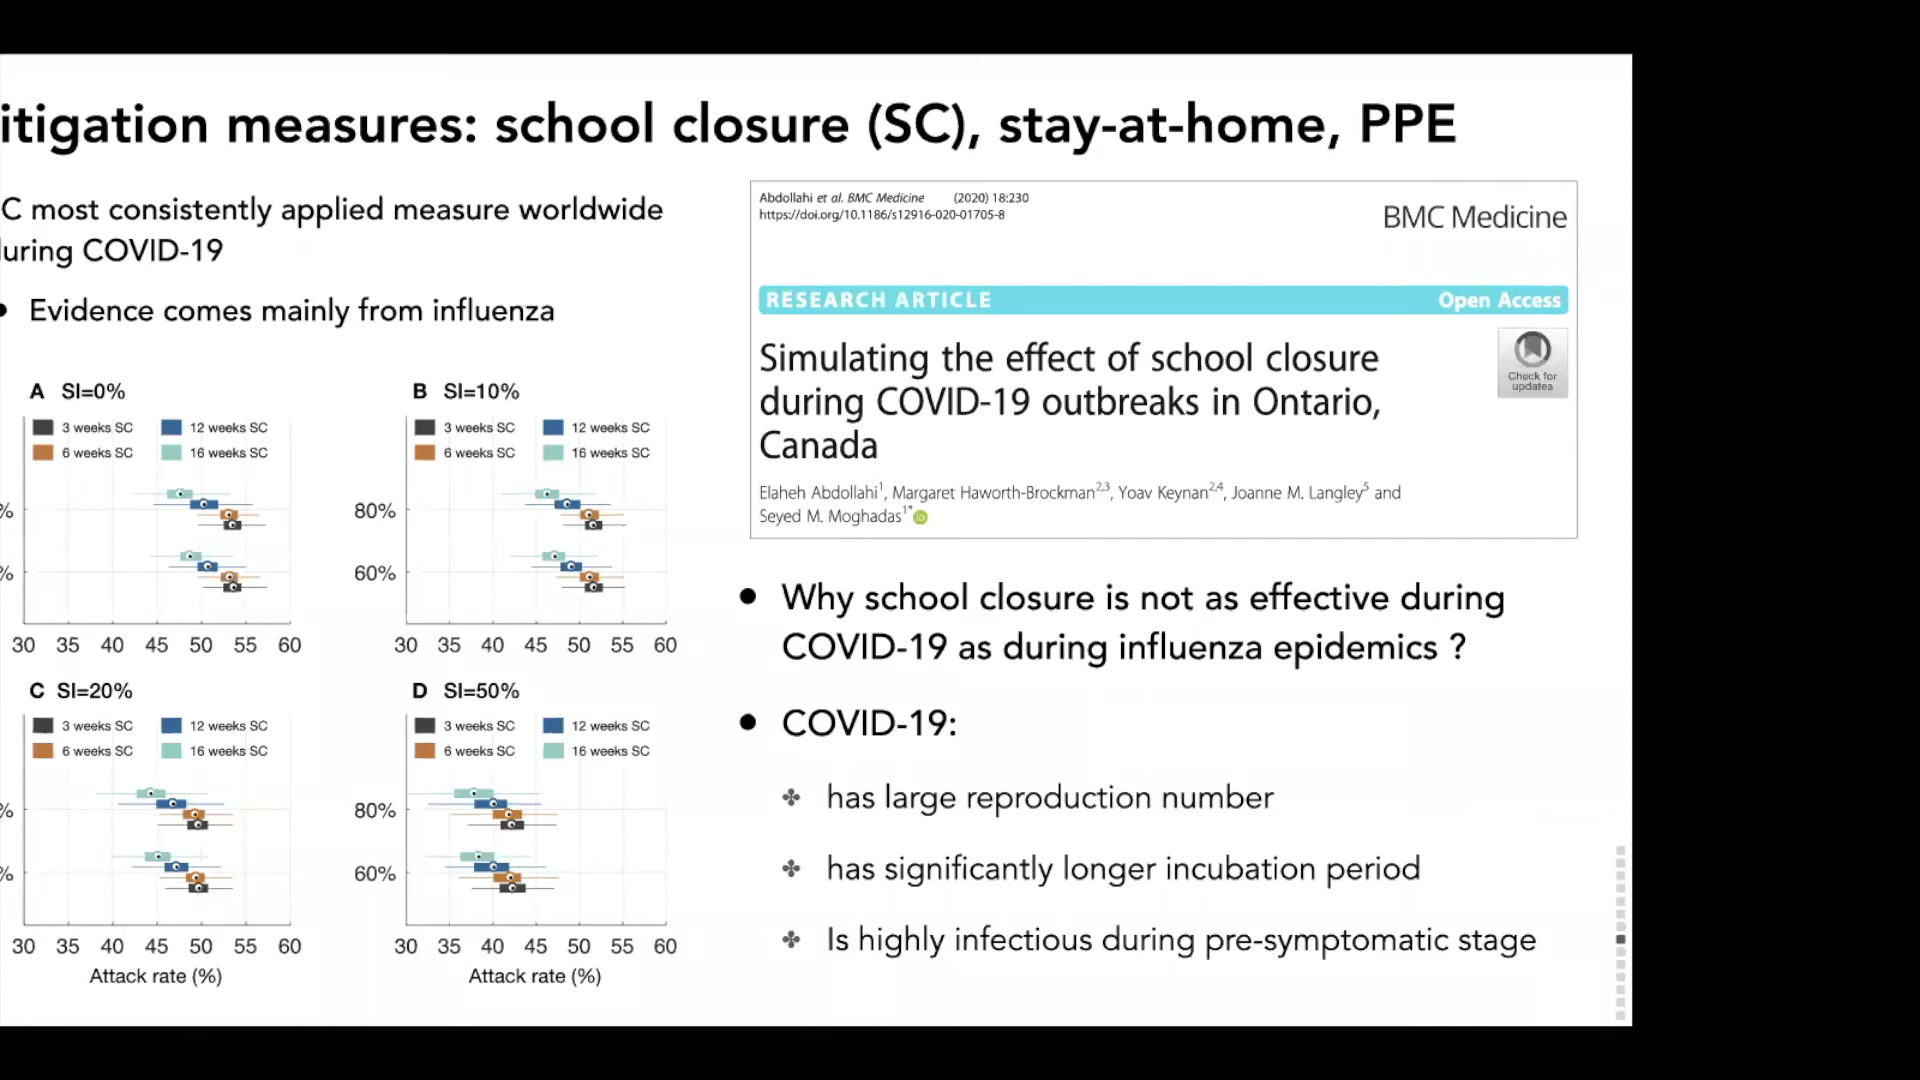 itigation measures: school closure (SC), stay-at-home, PPE
C most consistently applied measure worldwide
uring COVID-19
• Evidence comes mainly from influenza
A SI=0%
3 weeks SC 12 weeks SC
6 weeks SC 16 weeks SC
%
%
30 35 40 45 50 55 60
B SI=10%
3 weeks SC 12 weeks SC
6 weeks SC 16 weeks SC
80%
60%
30 35 40 45 50 55 60
C SI=20%
3 weeks SC 12 weeks SC
6 weeks SC 16 weeks SC
%
%
30 35 40 45 50 55 60
Attack rate (%)
D SI=50%
3 weeks SC 12 weeks SC
6 weeks SC 16 weeks SC
80%
60%
30 35 40 45 50 55 60
Attack rate (%)
Abdollahi et al. BMC Medicine (2020) 18:230
https://doi.org/10.1186/s12916-020-01705-8
BMC Medicine
RESEARCH ARTICLE Open Access
Simulating the effect of school closure
during COVID-19 outbreaks in Ontario,
Canada
Check for
updates
Elaheh Abdollahi1, Margaret Haworth-Brockman2,3, Yoav Keynan2,4, Joanne M. Langley5 and
Seyed M. Moghadas1* iD
• Why school closure is not as effective during
COVID-19 as during influenza epidemics ?
• COVID-19:
✤ has large reproduction number
✤ has significantly longer incubation period
✤ Is highly infectious during pre-symptomatic stage